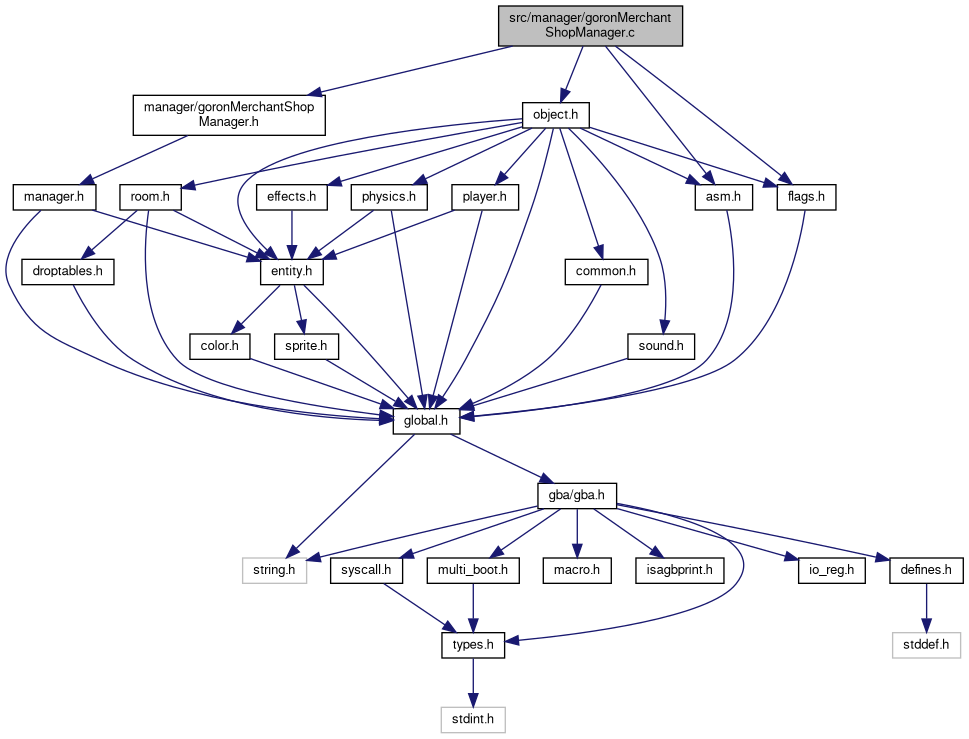 src/manager/goronMerchant
ShopManager.c
manager/goronMerchantShop
Manager.h
object.h
manager.h
room.h
effects.h
physics.h
player.h
asm.h
flags.h
droptables.h
entity.h
common.h
color.h
sprite.h
sound.h
global.h
gba/gba.h
string.h
syscall.h
multi_boot.h
macro.h
isagbprint.h
io_reg.h
defines.h
types.h
stddef.h
stdint.h